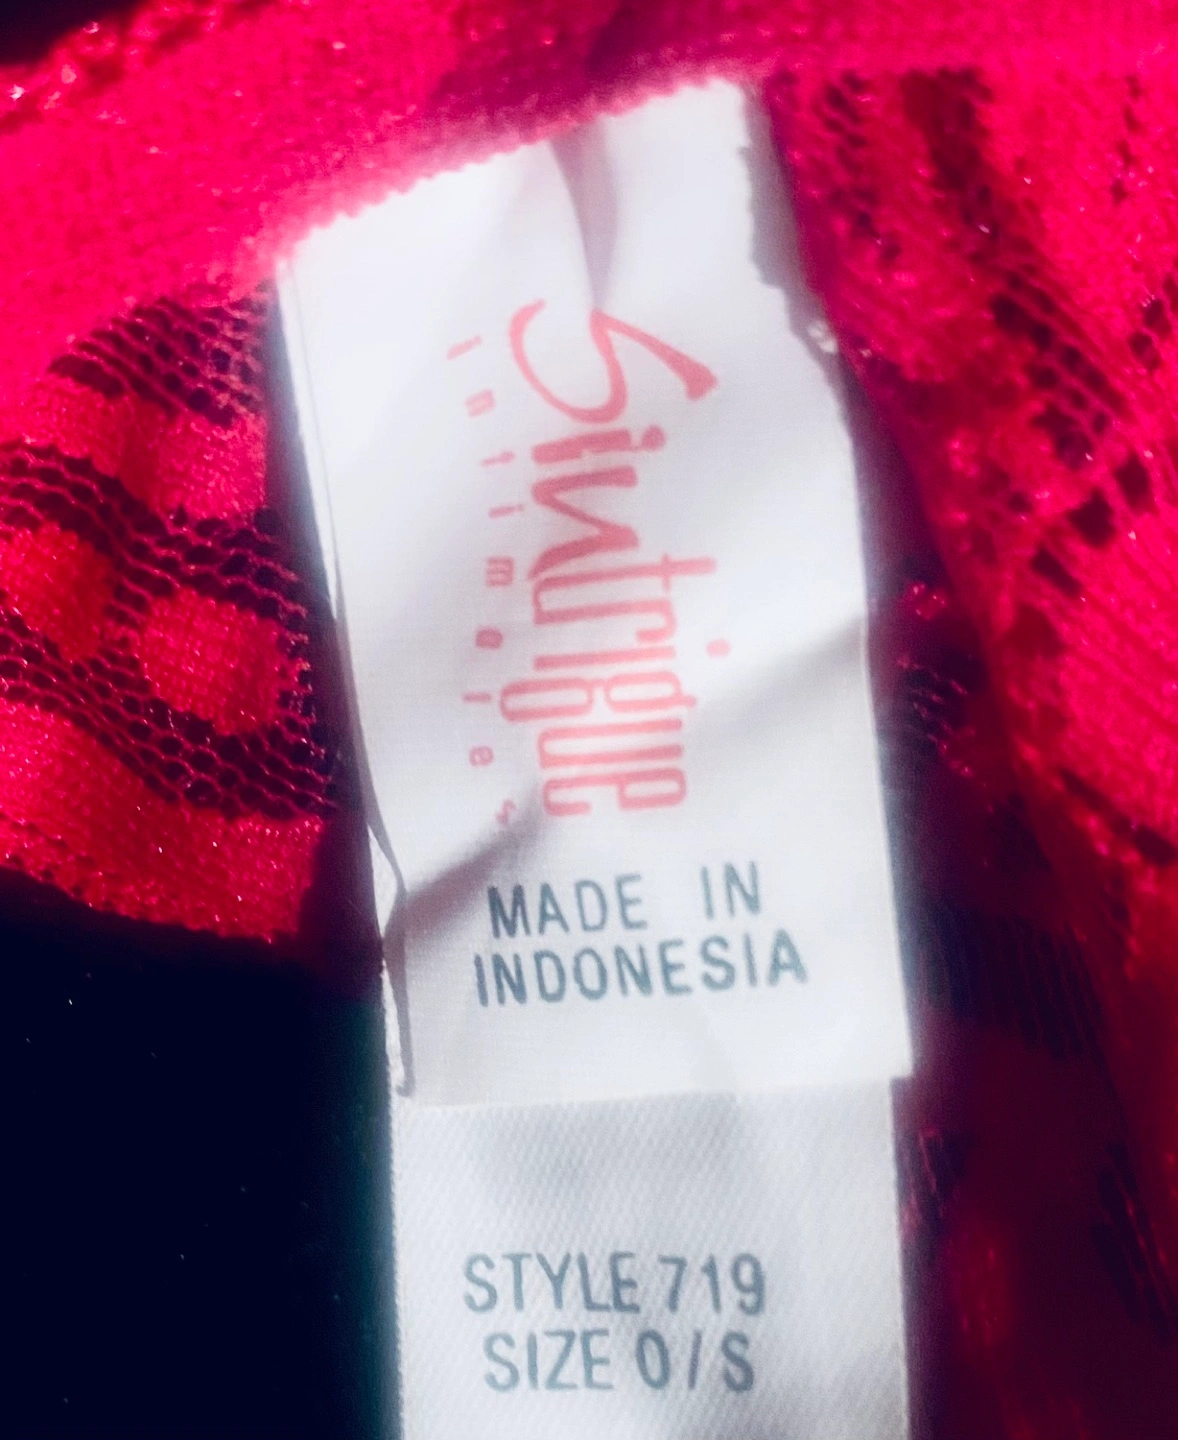 Sintrigue
intimates
MADE IN
INDONESIA
STYLE 719
SIZE O/S